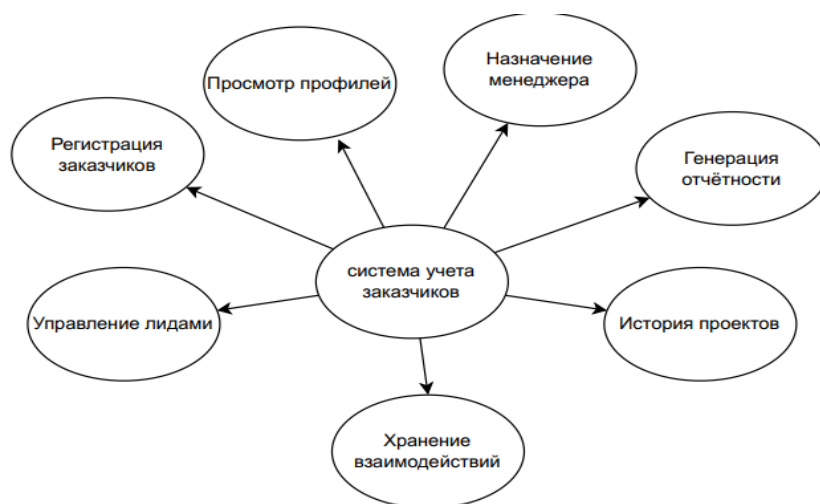 Просмотр профилей
Назначение
менеджера
Регистрация
заказчиков
Генерация
отчётности
система учета
заказчиков
Управление лидами
История проектов
Хранение
взаимодействий